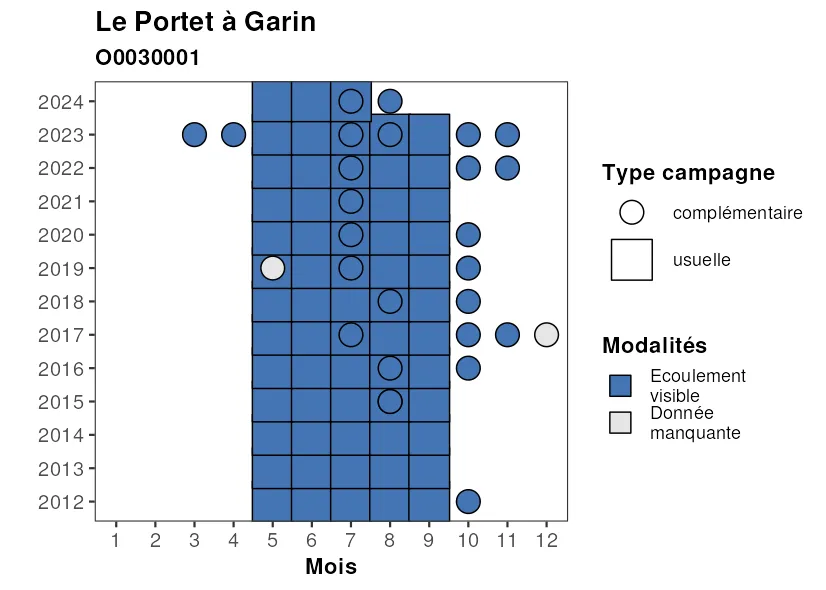 Le Portet à Garin
O0030001
2024
2023
2022
2021
2020
2019
2018
2017
2016
2015
2014
2013
2012
1 2 3 4 5 6 7 8 9 10 11 12
Mois
Type campagne
complémentaire
usuelle
Modalités
Ecoulement
visible
Donnée
manquante